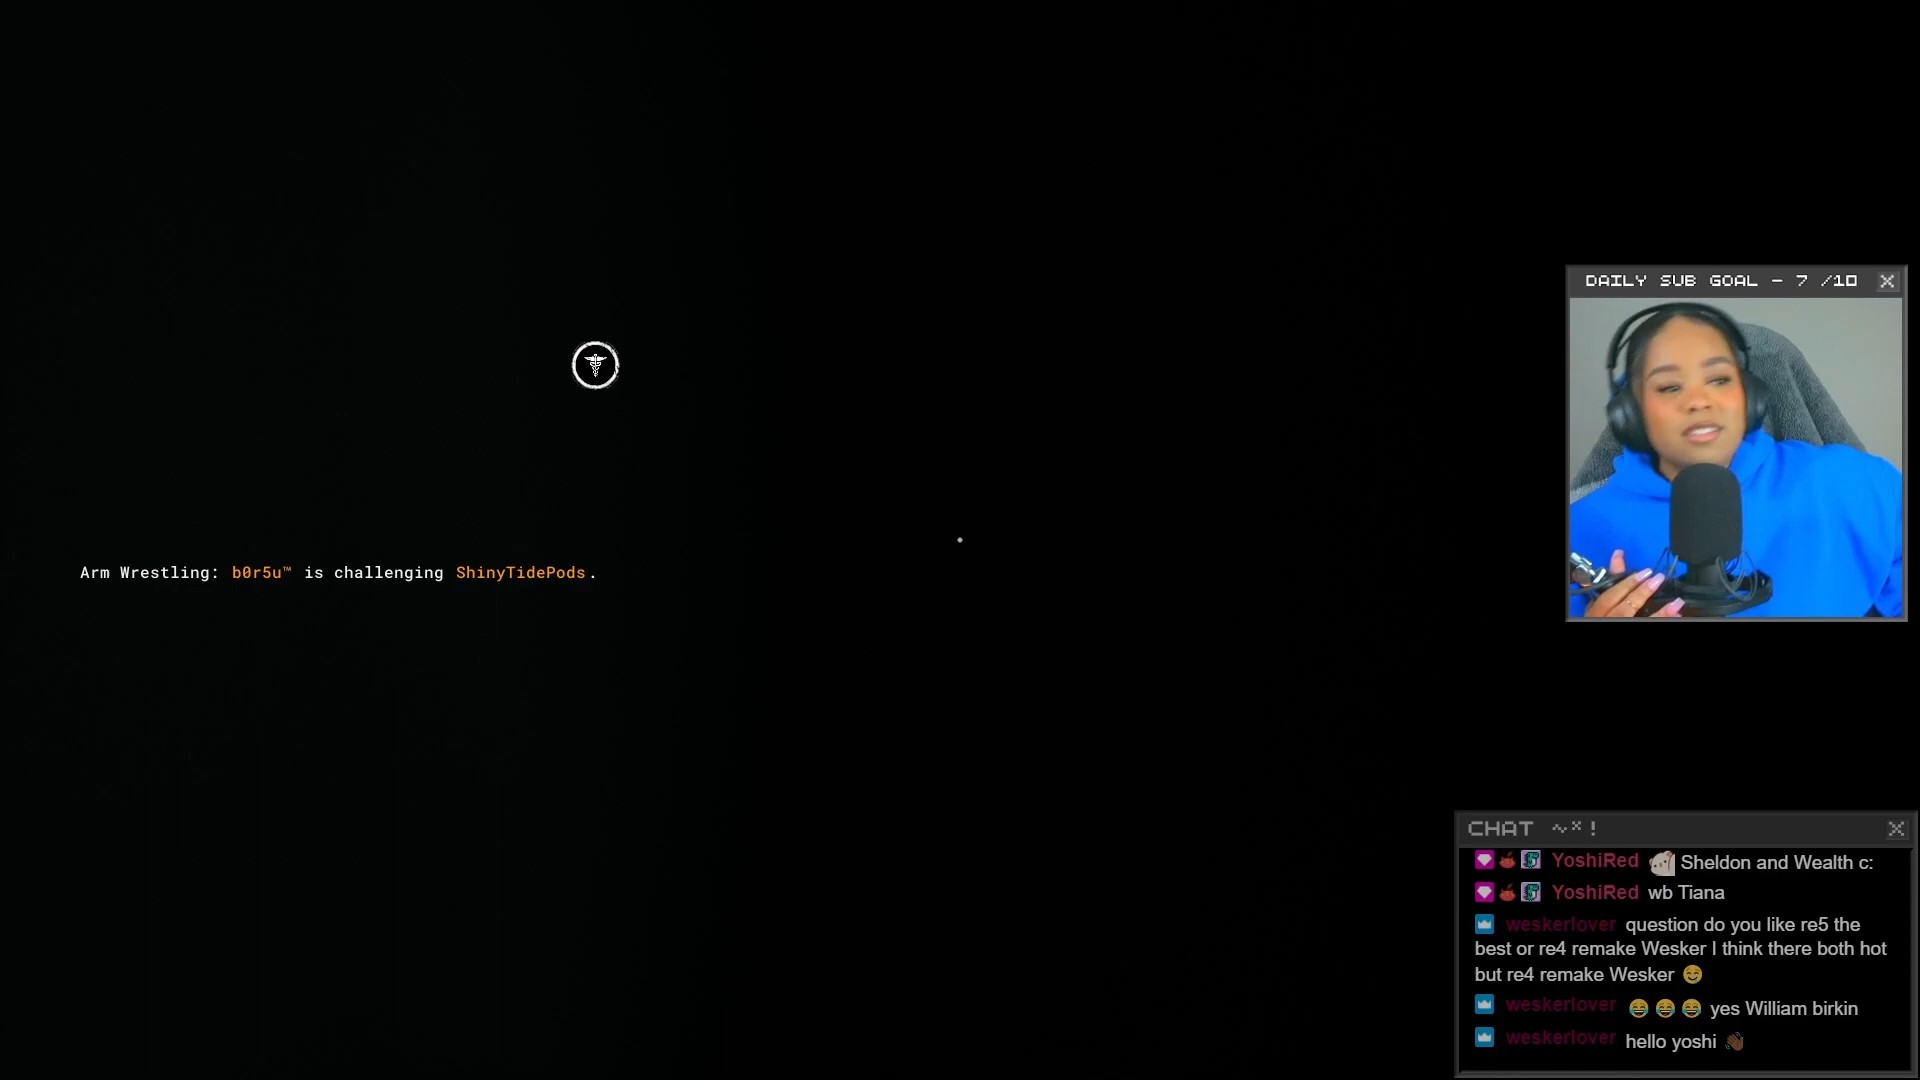 DAILY SUB GOAL - 7 /10
Arm Wrestling: b0r5u™ is challenging ShinyTidePods.
CHAT ~*!
YoshiRed Sheldon and Wealth c:
YoshiRed wb Tiana
weskerlover question do you like re5 the
best or re4 remake Wesker I think there both hot
but re4 remake Wesker 😊
weskerlover 😂 😂 😂 yes William birkin
weskerlover hello yoshi 👋🏾